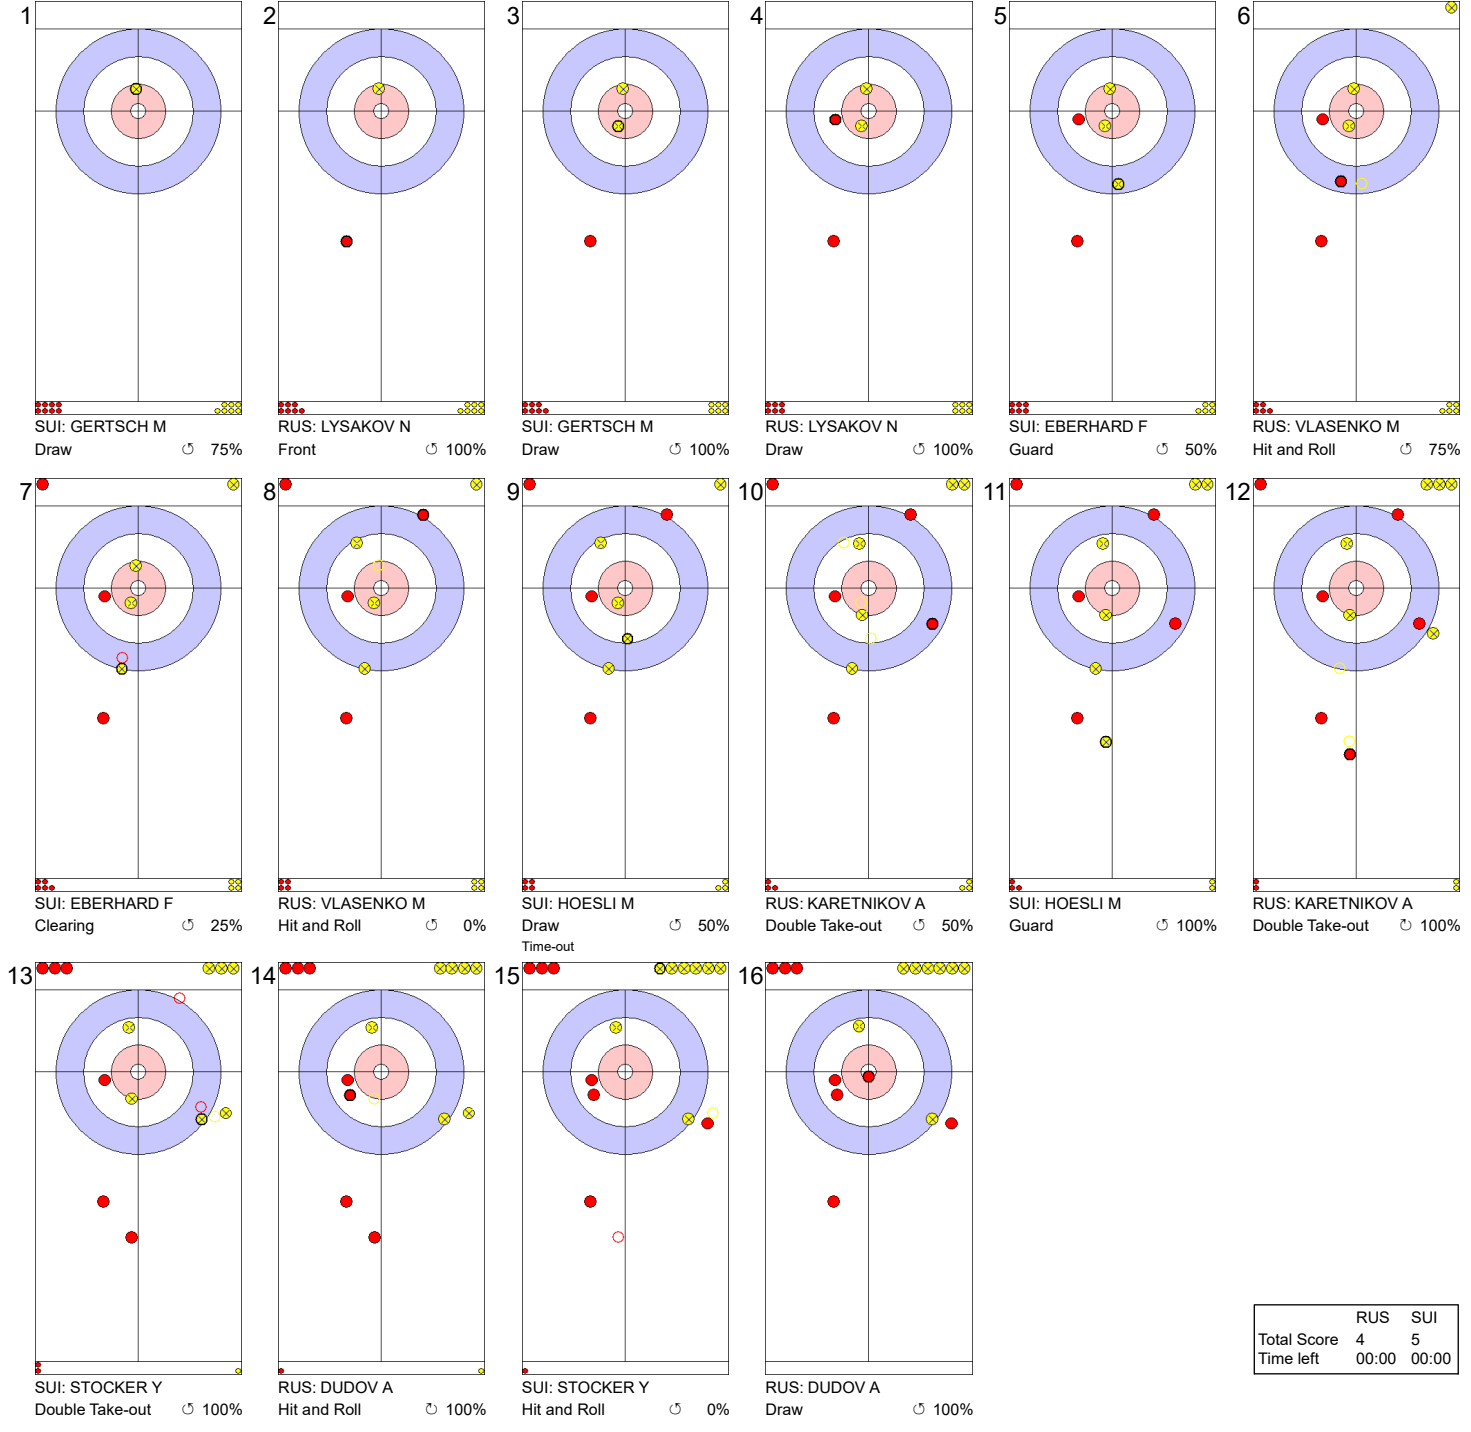 1
SUI: GERTSCH M
Draw 75%
2
RUS: LYSAKOV N
Front 100%
3
SUI: GERTSCH M
Draw 100%
4
RUS: LYSAKOV N
Draw 100%
5
SUI: EBERHARD F
Guard 50%
6
RUS: VLASENKO M
Hit and Roll 75%
7
SUI: EBERHARD F
Clearing 25%
8
RUS: VLASENKO M
Hit and Roll 0%
9
SUI: HOESLI M
Draw 50%
Time-out
10
RUS: KARETNIKOV A
Double Take-out 50%
11
SUI: HOESLI M
Guard 100%
12
RUS: KARETNIKOV A
Double Take-out 100%
13
SUI: STOCKER Y
Double Take-out 100%
14
RUS: DUDOV A
Hit and Roll 100%
15
SUI: STOCKER Y
Hit and Roll 0%
16
RUS: DUDOV A
Draw 100%
RUS SUI
Total Score 4 5
Time left 00:00 00:00